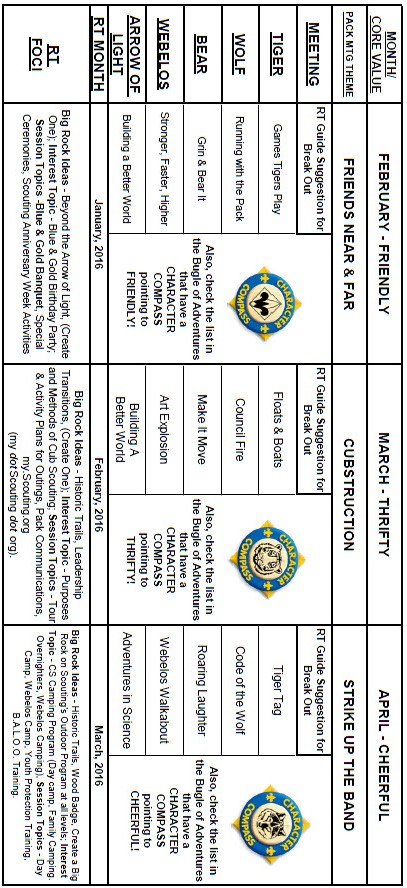 MONTH/
CORE VALUE
FEBRUARY - FRIENDLY
MARCH - THRIFTY
APRIL - CHEERFUL
PACK MTG THEME
FRIENDS NEAR & FAR
CUBSTRUCTION
STRIKE UP THE BAND
MEETING
RT Guide Suggestion for
Break Out
RT Guide Suggestion for
Break Out
RT Guide Suggestion for
Break Out
TIGER
Games Tigers Play
Floats & Boats
Tiger Tag
WOLF
Running with the Pack
Council Fire
Code of the Wolf
BEAR
Grin & Bear It
Make It Move
Roaring Laughter
WEBELOS
Stronger, Faster, Higher
Art Explosion
Webelos Walkabout
ARROW OF
LIGHT
Building a Better World
Building A
Better World
Adventures in Science
CHARACTER
COMPASS
Also, check the list in
the Bugle of Adventures
that have a
CHARACTER
COMPASS
pointing to
FRIENDLY!
CHARACTER
COMPASS
Also, check the list in
the Bugle of Adventures
that have a
CHARACTER
COMPASS
pointing to
THRIFTY!
CHARACTER
COMPASS
Also, check the list in
the Bugle of Adventures
that have a
CHARACTER
COMPASS
pointing to
CHEERFUL!
RT MONTH
January, 2016
February, 2016
March, 2016
RT
FOCI
Big Rock Ideas - Beyond the Arrow of Light, (Create
One); Interest Topic - Blue & Gold Birthday Party;
Session Topics -Blue & Gold Banquet, Special
Ceremonies, Scouting Anniversary Week Activities
Big Rock Ideas - Historic Trails, Leadership
Transitions, (Create One); Interest Topic - Purposes
and Methods of Cub Scouting; Session Topics - Tour
& Activity Plans for Outings, Pack Communications,
my.Scouting.org
(my dot Scouting dot org).
Big Rock Ideas - Historic Trails, Wood Badge, Create a Big
Rock on Scouting's Outdoor Program at all levels; Interest
Topic - CS Camping Program (Day camp, Family Camping,
Overnighters, Webelos Camping), Session Topics - Day
Camp, Webelos Camp, Youth Protection Training,
B.A.L.O.O. Training.